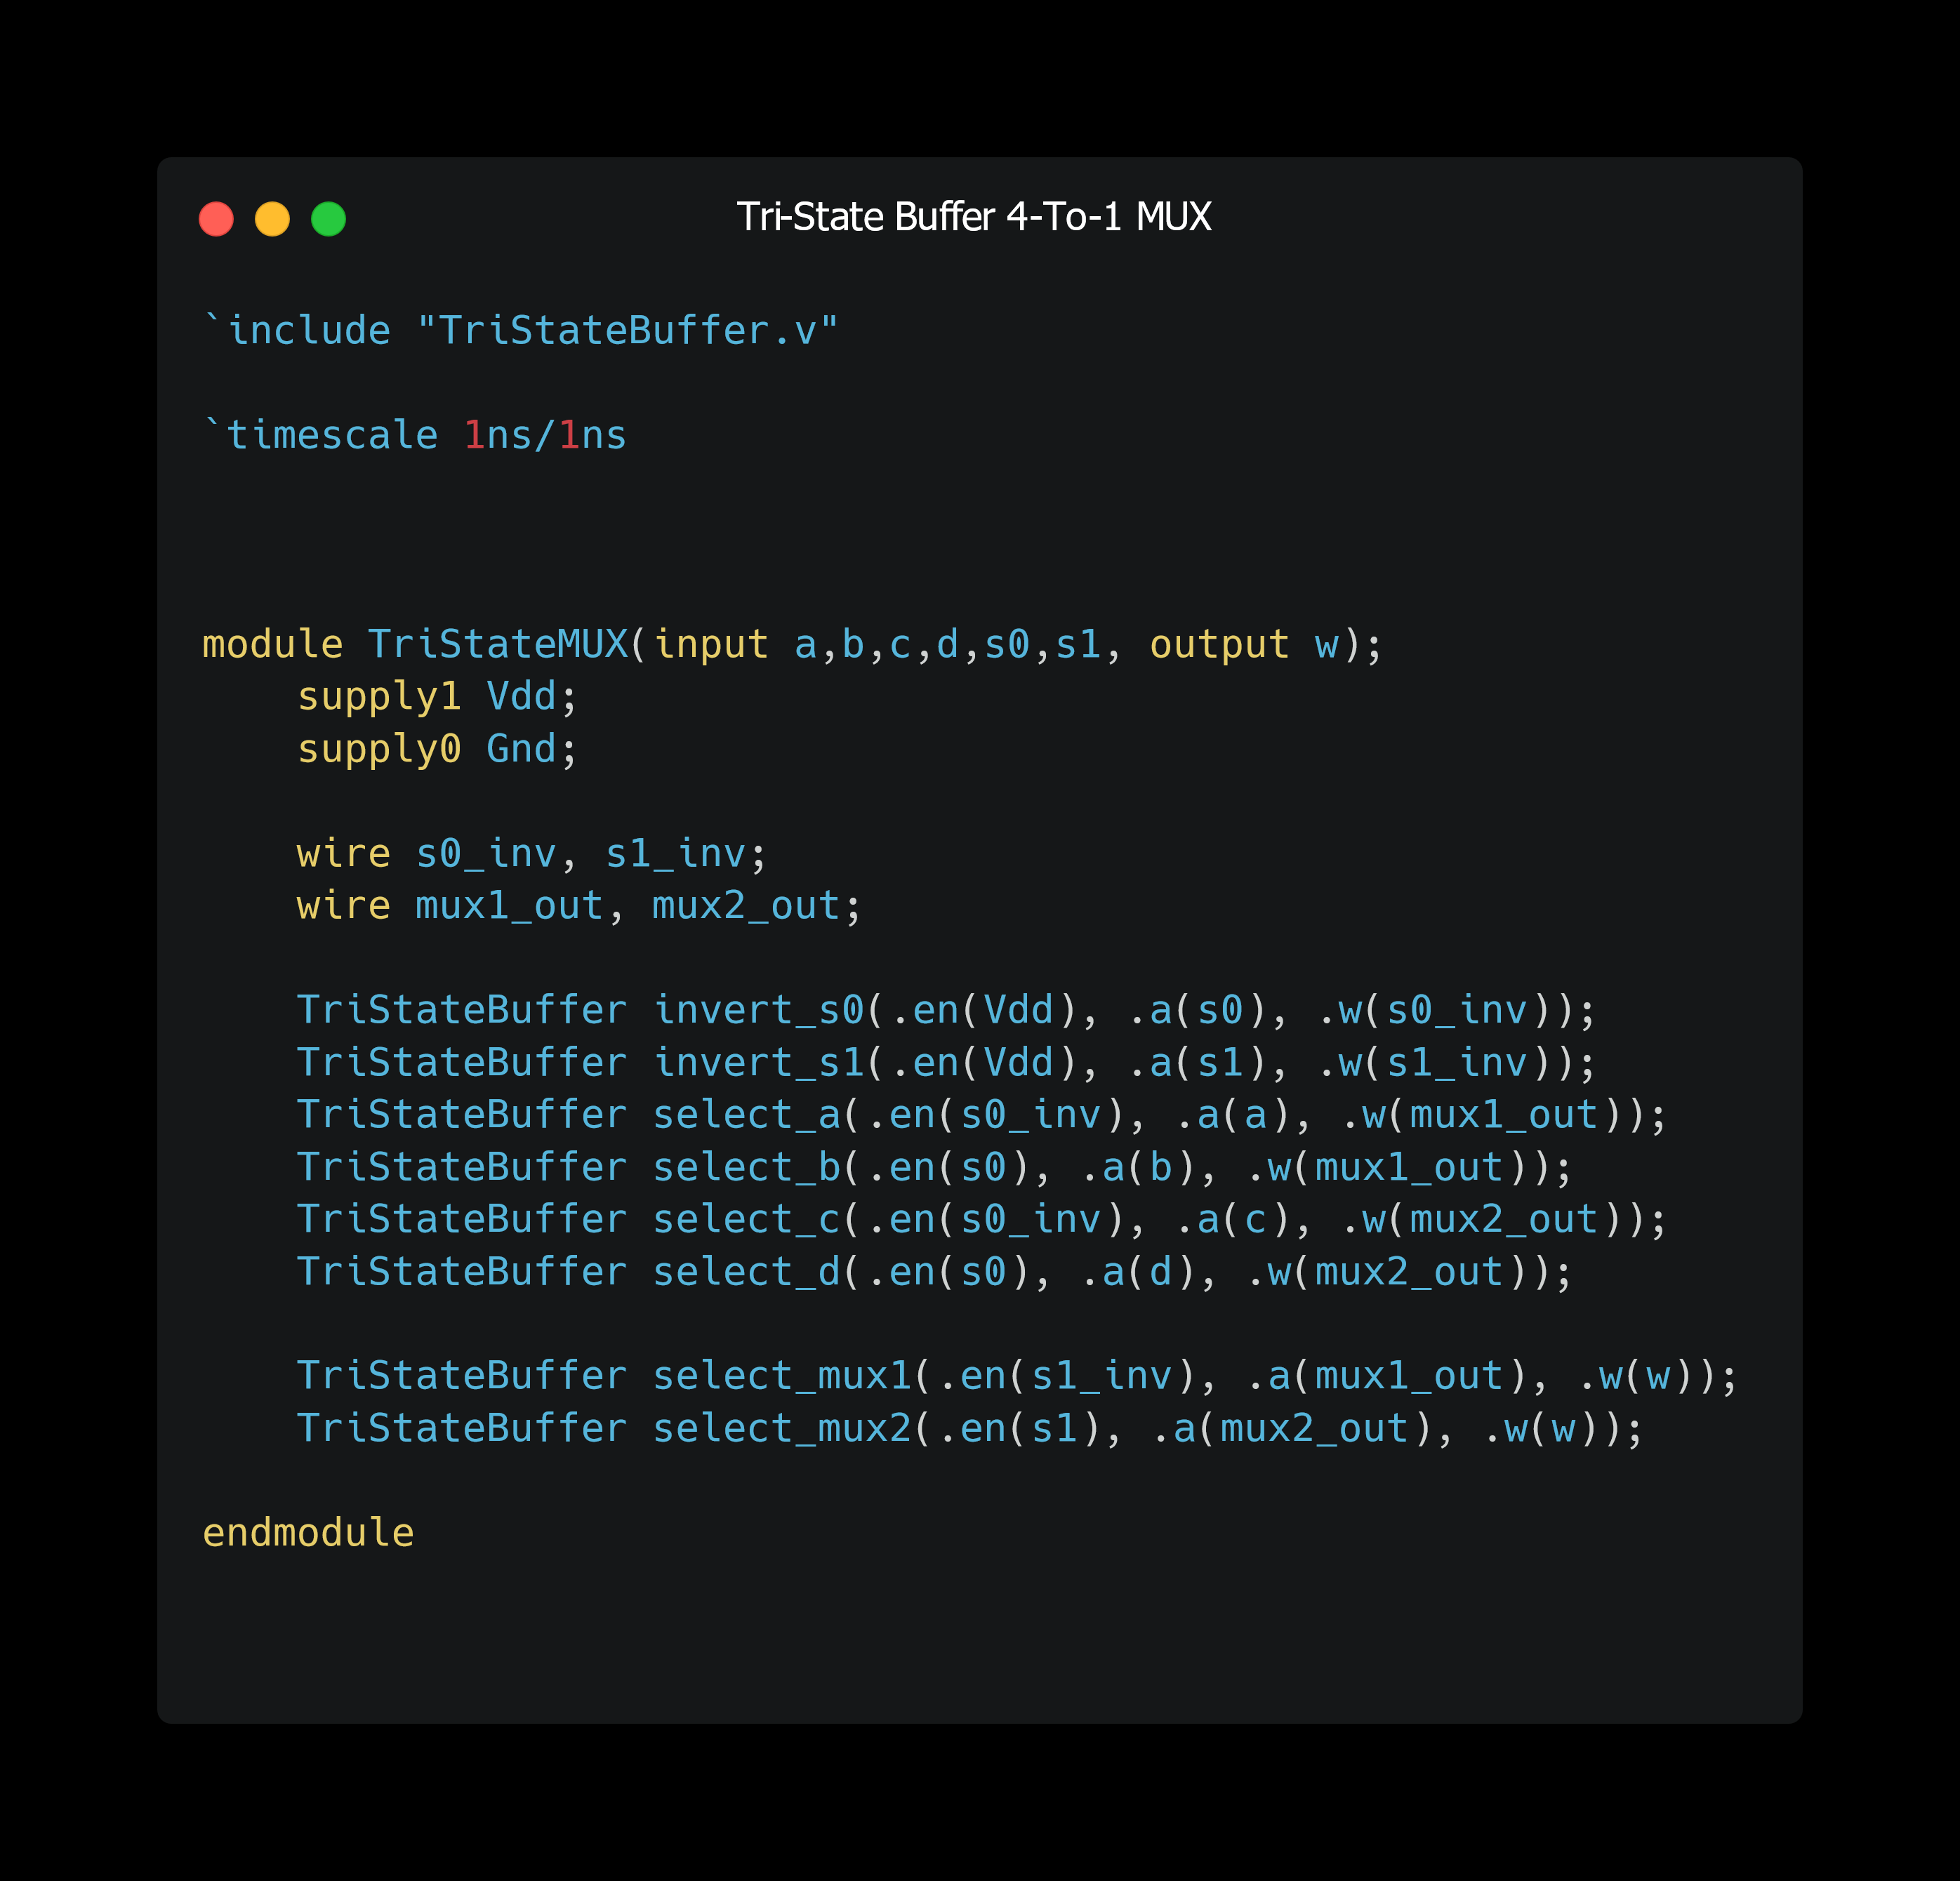 Tri-State Buffer 4-To-1 MUX
`include "TriStateBuffer.v"
`timescale 1ns/1ns
module TriStateMUX(input a,b,c,d,s0,s1, output w);
    supply1 Vdd;
    supply0 Gnd;
    wire s0_inv, s1_inv;
    wire mux1_out, mux2_out;
    TriStateBuffer invert_s0(.en(Vdd), .a(s0), .w(s0_inv));
    TriStateBuffer invert_s1(.en(Vdd), .a(s1), .w(s1_inv));
    TriStateBuffer select_a(.en(s0_inv), .a(a), .w(mux1_out));
    TriStateBuffer select_b(.en(s0), .a(b), .w(mux1_out));
    TriStateBuffer select_c(.en(s0_inv), .a(c), .w(mux2_out));
    TriStateBuffer select_d(.en(s0), .a(d), .w(mux2_out));
    TriStateBuffer select_mux1(.en(s1_inv), .a(mux1_out), .w(w));
    TriStateBuffer select_mux2(.en(s1), .a(mux2_out), .w(w));
endmodule